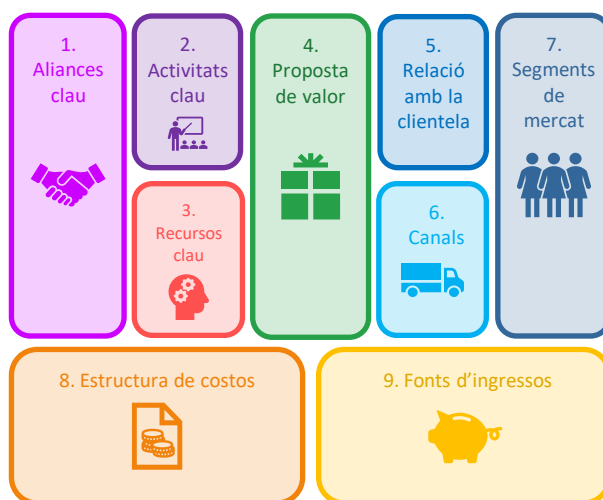 1.
Aliances
clau
2.
Activitats
clau
3.
Recursos
clau
4.
Proposta
de valor
5.
Relació
amb la
clientela
6.
Canals
7.
Segments
de
mercat
8. Estructura de costos
9. Fonts d’ingressos